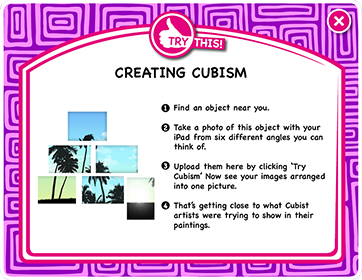 TRY THIS!
CREATING CUBISM
1 Find an object near you.
2 Take a photo of this object with your
iPad from six different angles you can
think of.
3 Upload them here by clicking 'Try
Cubism' Now see your images arranged
into one picture.
4 That's getting close to what Cubist
artists were trying to show in their
paintings.